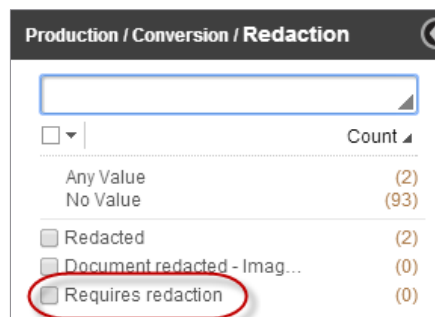 Production / Conversion / Redaction
Count
Any Value (2)
No Value (93)
Redacted (2)
Document redacted - Imag... (0)
Requires redaction (0)